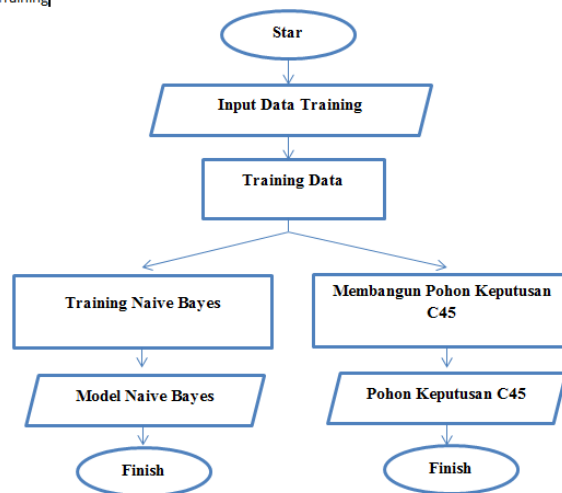 Training
Star
Input Data Training
Training Data
Training Naive Bayes
Membangun Pohon Keputusan
C45
Model Naive Bayes
Pohon Keputusan C45
Finish
Finish